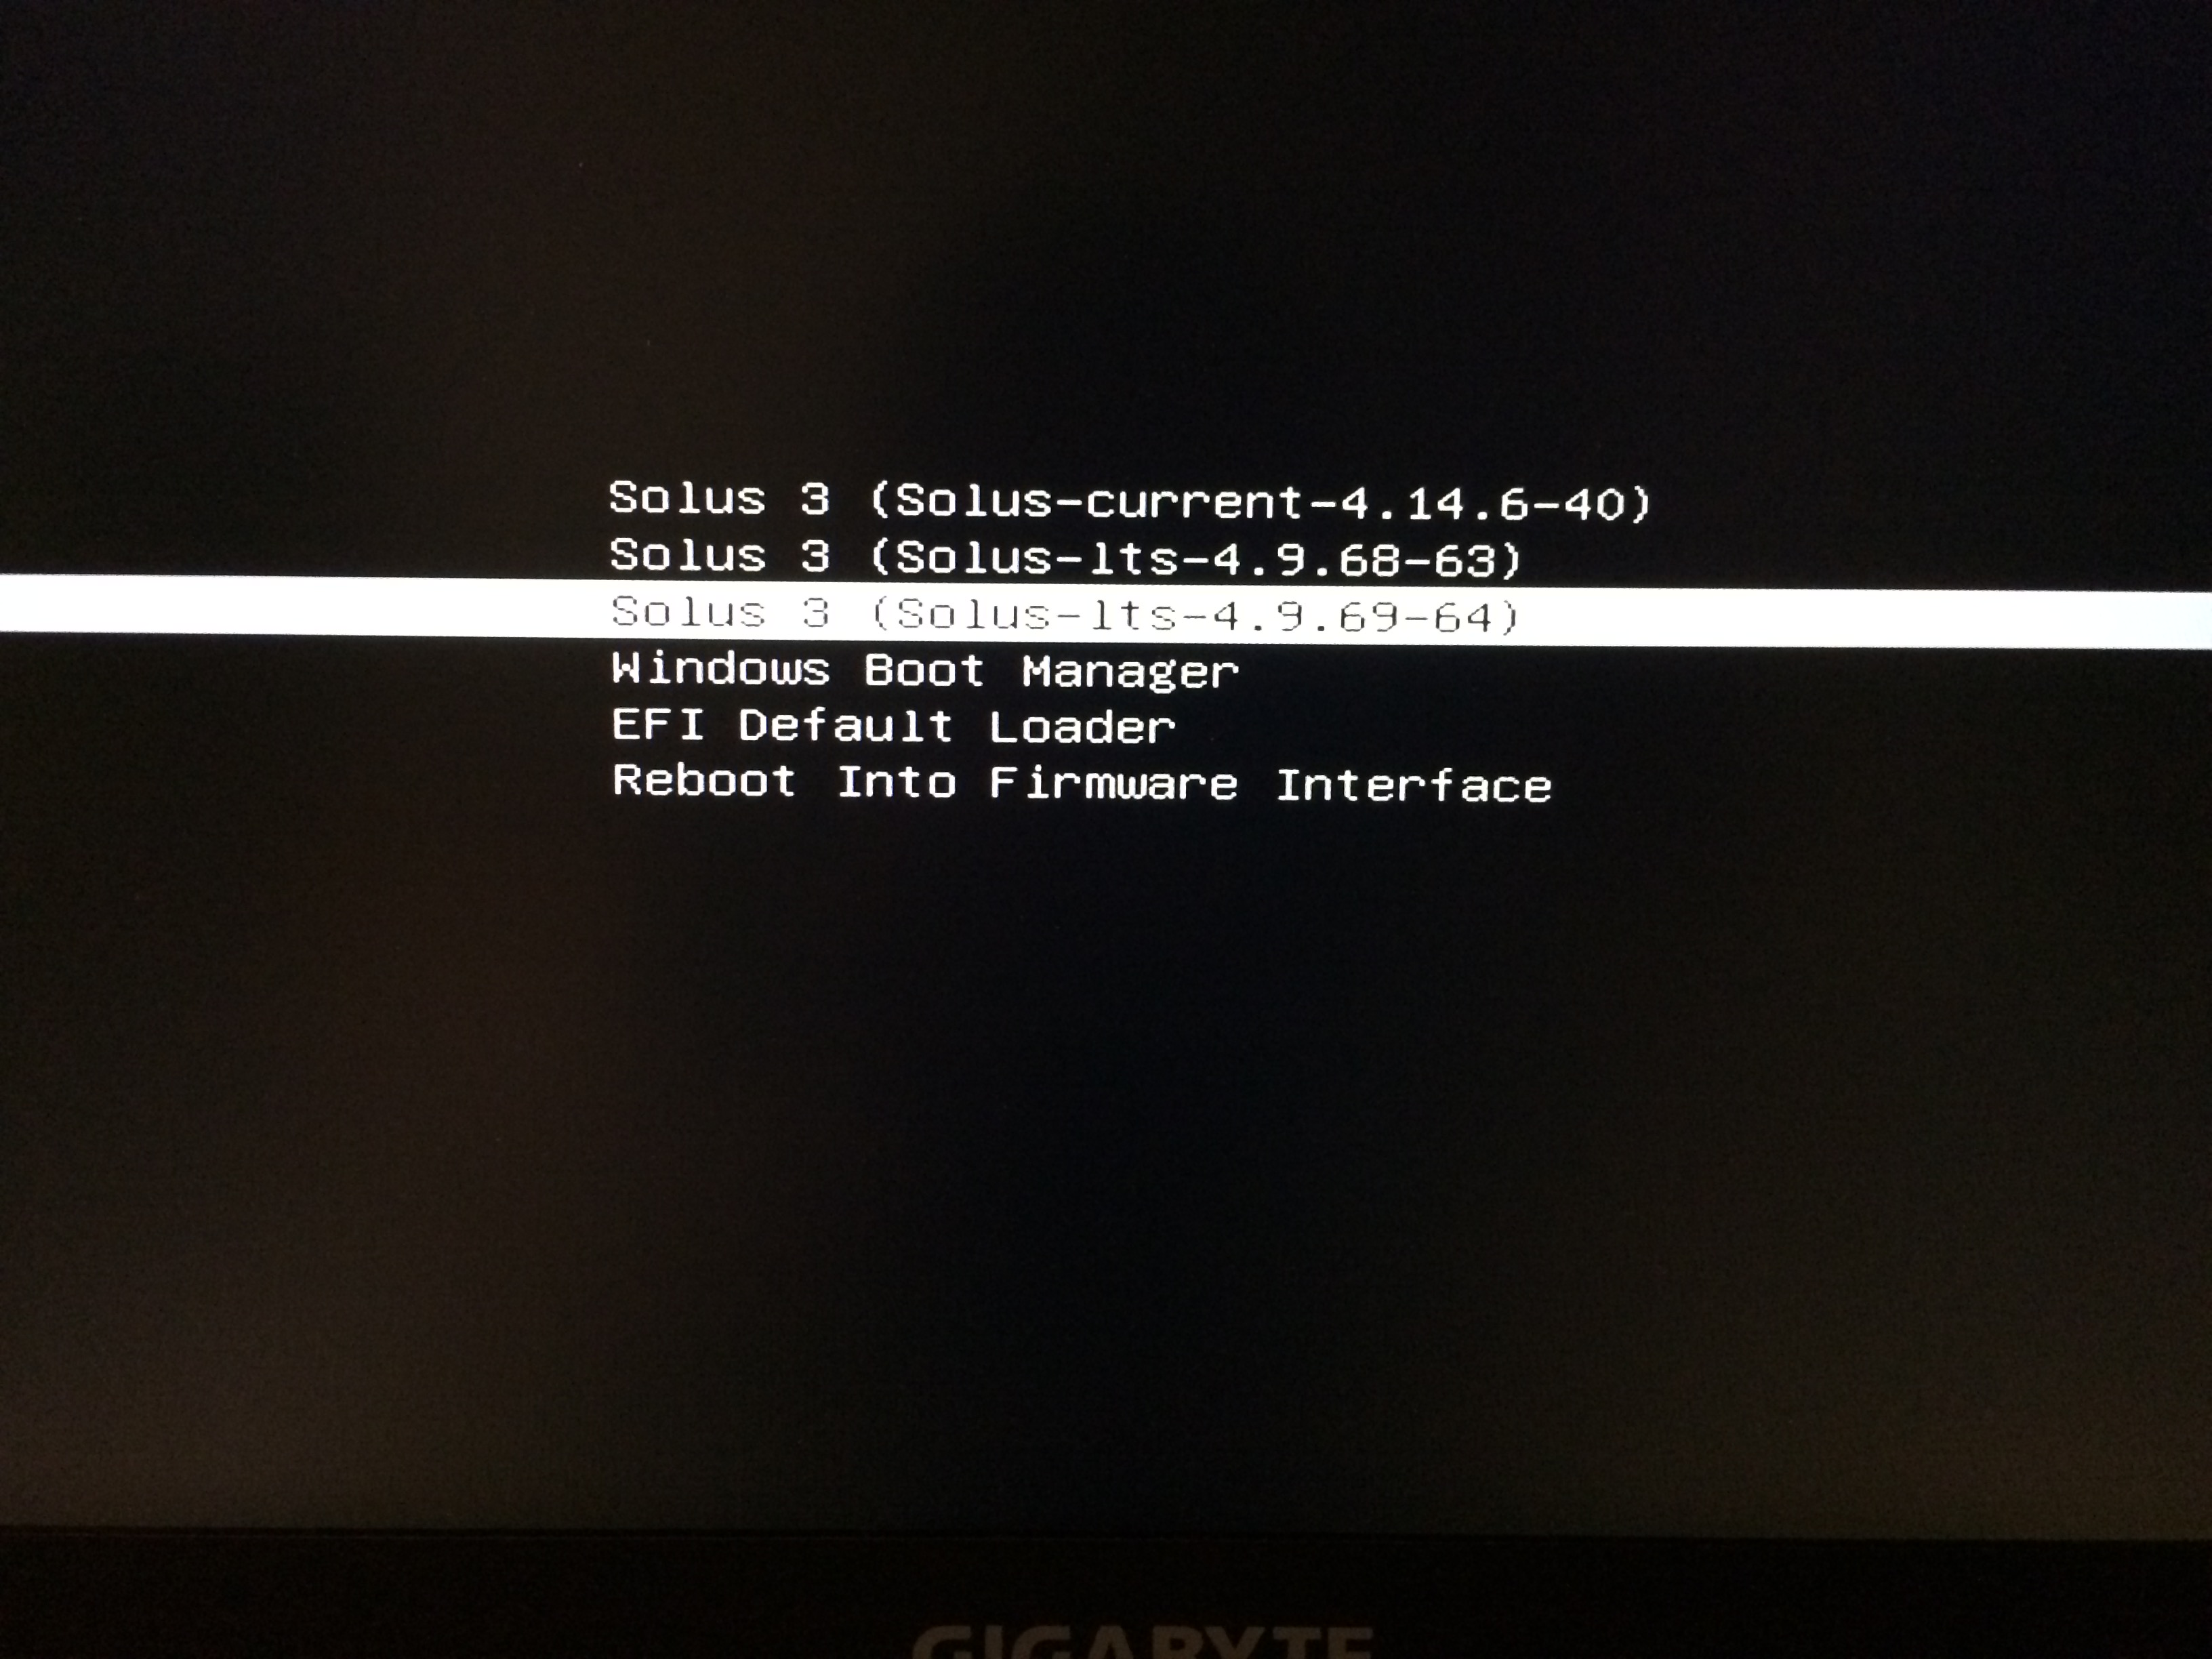 Solus 3 (Solus-current-4.14.6-40)
Solus 3 (Solus-lts-4.9.68-63)
Solus 3 (Solus-lts-4.9.69-64)
Windows Boot Manager
EFI Default Loader
Reboot Into Firmware Interface
GIGABYTE